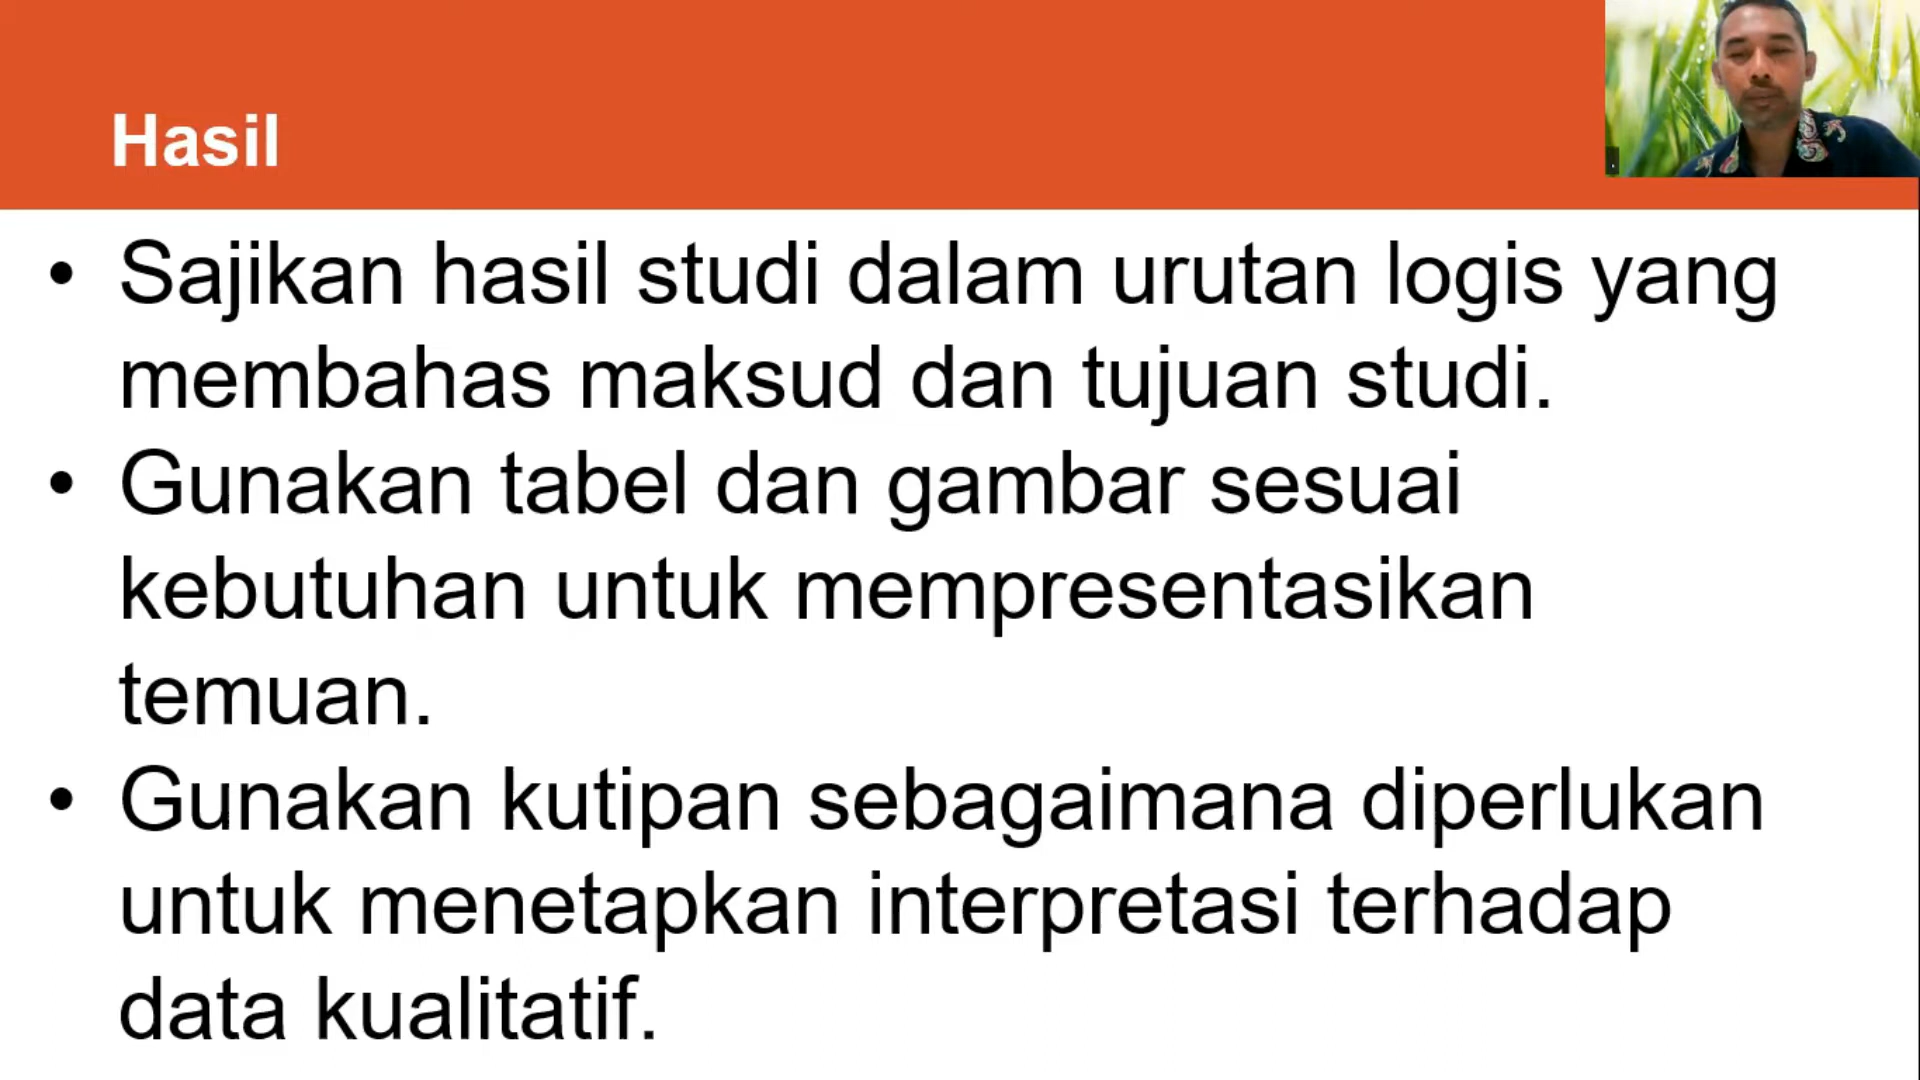 Hasil
• Sajikan hasil studi dalam urutan logis yang
membahas maksud dan tujuan studi.
• Gunakan tabel dan gambar sesuai
kebutuhan untuk mempresentasikan
temuan.
• Gunakan kutipan sebagaimana diperlukan
untuk menetapkan interpretasi terhadap
data kualitatif.